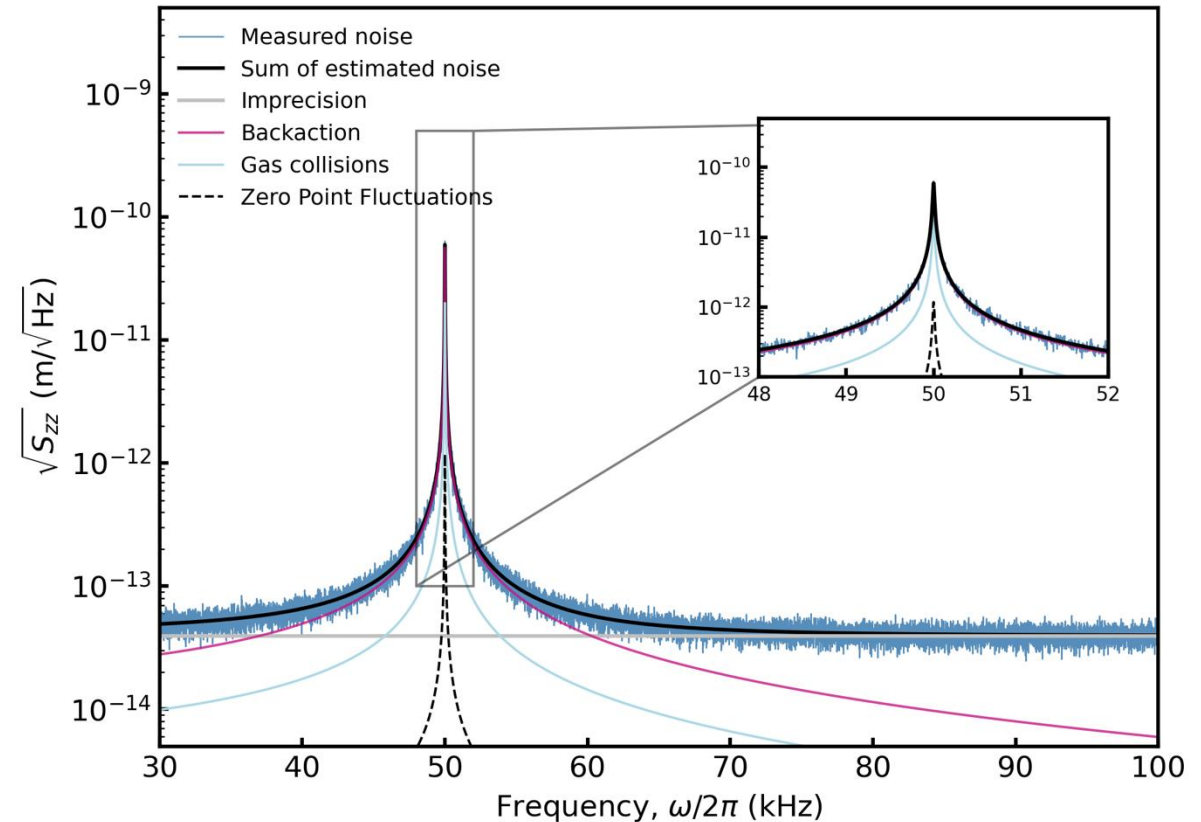 Measured noise
Sum of estimated noise
Imprecision
Backaction
Gas collisions
Zero Point Fluctuations
√S_zz (m/√Hz)
10⁻⁹
10⁻¹⁰
10⁻¹¹
10⁻¹²
10⁻¹³
10⁻¹⁴
10⁻¹⁰
10⁻¹¹
10⁻¹²
10⁻¹³
48 49 50 51 52
30 40 50 60 70 80 90 100
Frequency, ω/2π (kHz)